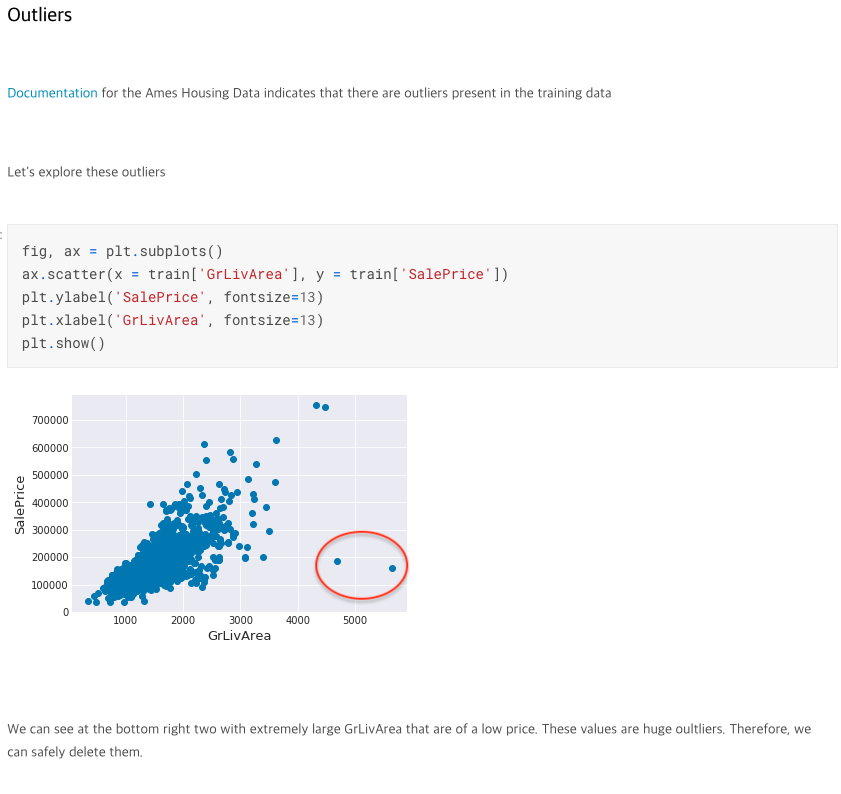 Outliers
Documentation for the Ames Housing Data indicates that there are outliers present in the training data
Let's explore these outliers
:
fig, ax = plt.subplots()
ax.scatter(x = train['GrLivArea'], y = train['SalePrice'])
plt.ylabel('SalePrice', fontsize=13)
plt.xlabel('GrLivArea', fontsize=13)
plt.show()
700000
600000
500000
400000
300000
200000
100000
0
SalePrice
1000 2000 3000 4000 5000
GrLivArea
We can see at the bottom right two with extremely large GrLivArea that are of a low price. These values are huge oultliers. Therefore, we
can safely delete them.